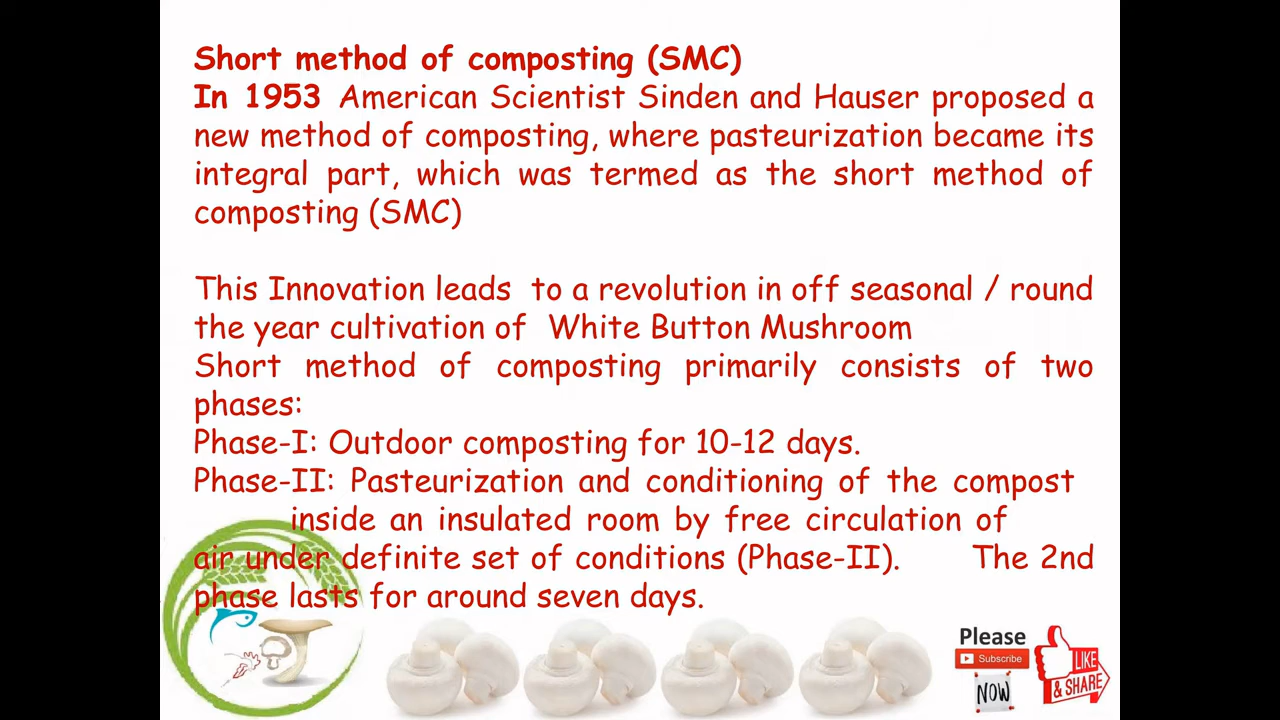 Short method of composting (SMC)
In 1953 American Scientist Sinden and Hauser proposed a
new method of composting, where pasteurization became its
integral part, which was termed as the short method of
composting (SMC)
This Innovation leads to a revolution in off seasonal / round
the year cultivation of White Button Mushroom
Short method of composting primarily consists of two
phases:
Phase-I: Outdoor composting for 10-12 days.
Phase-II: Pasteurization and conditioning of the compost
inside an insulated room by free circulation of
air under definite set of conditions (Phase-II). The 2nd
phase lasts for around seven days.
Please
Subscribe
NOW
LIKE
& SHARE